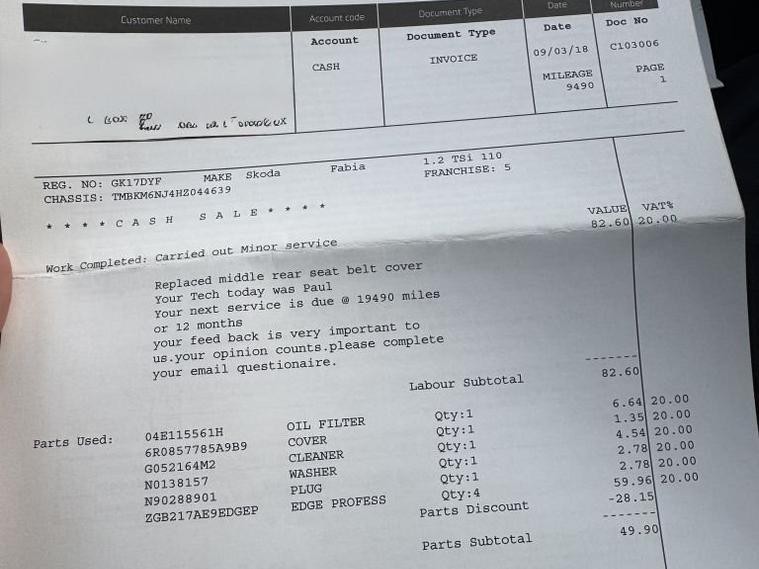 Customer Name Account code Document Type Date Number
Account Document Type Date Doc No
CASH INVOICE 09/03/18 C103006
MILEAGE PAGE
9490 1
REG. NO: GK17DYF MAKE Skoda Fabia 1.2 TSi 110
CHASSIS: TMBKM6NJ4HZ044639 FRANCHISE: 5
* * * * C A S H S A L E * * * *
VALUE VAT%
Work Completed: Carried out Minor service 82.60 20.00
Replaced middle rear seat belt cover
Your Tech today was Paul
Your next service is due @ 19490 miles
or 12 months
your feed back is very important to
us.your opinion counts.please complete
your email questionaire.
-------
Labour Subtotal 82.60
Parts Used: 04E115561H OIL FILTER Qty:1 6.64 20.00
6R0857785A9B9 COVER Qty:1 1.35 20.00
G052164M2 CLEANER Qty:1 4.54 20.00
N0138157 WASHER Qty:1 2.78 20.00
N90288901 PLUG Qty:1 2.78 20.00
ZGB217AE9EDGEP EDGE PROFESS Qty:4 59.96 20.00
Parts Discount -28.15
-------
Parts Subtotal 49.90